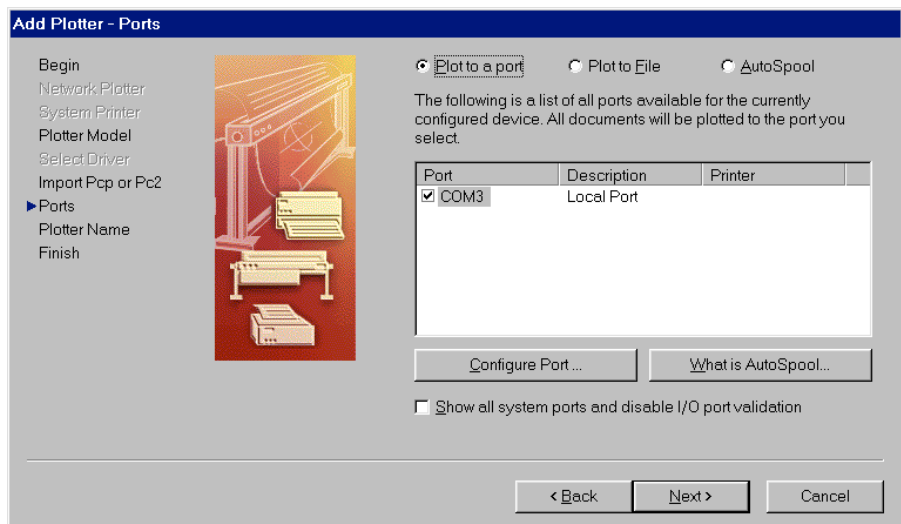 Add Plotter - Ports
Begin
Network Plotter
System Printer
Plotter Model
Select Driver
Import Pcp or Pc2
Ports
Plotter Name
Finish
Plot to a port Plot to File AutoSpool
The following is a list of all ports available for the currently
configured device. All documents will be plotted to the port you
select.
Port Description Printer
COM3 Local Port
Configure Port ... What is AutoSpool...
Show all system ports and disable I/O port validation
< Back Next > Cancel